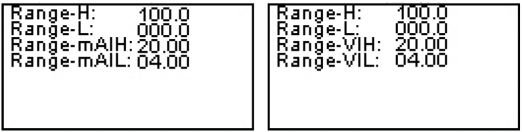 Range-H: 100.0
Range-L: 000.0
Range-mAIH: 20.00
Range-mAIL: 04.00
Range-H: 100.0
Range-L: 000.0
Range-VIH: 20.00
Range-VIL: 04.00